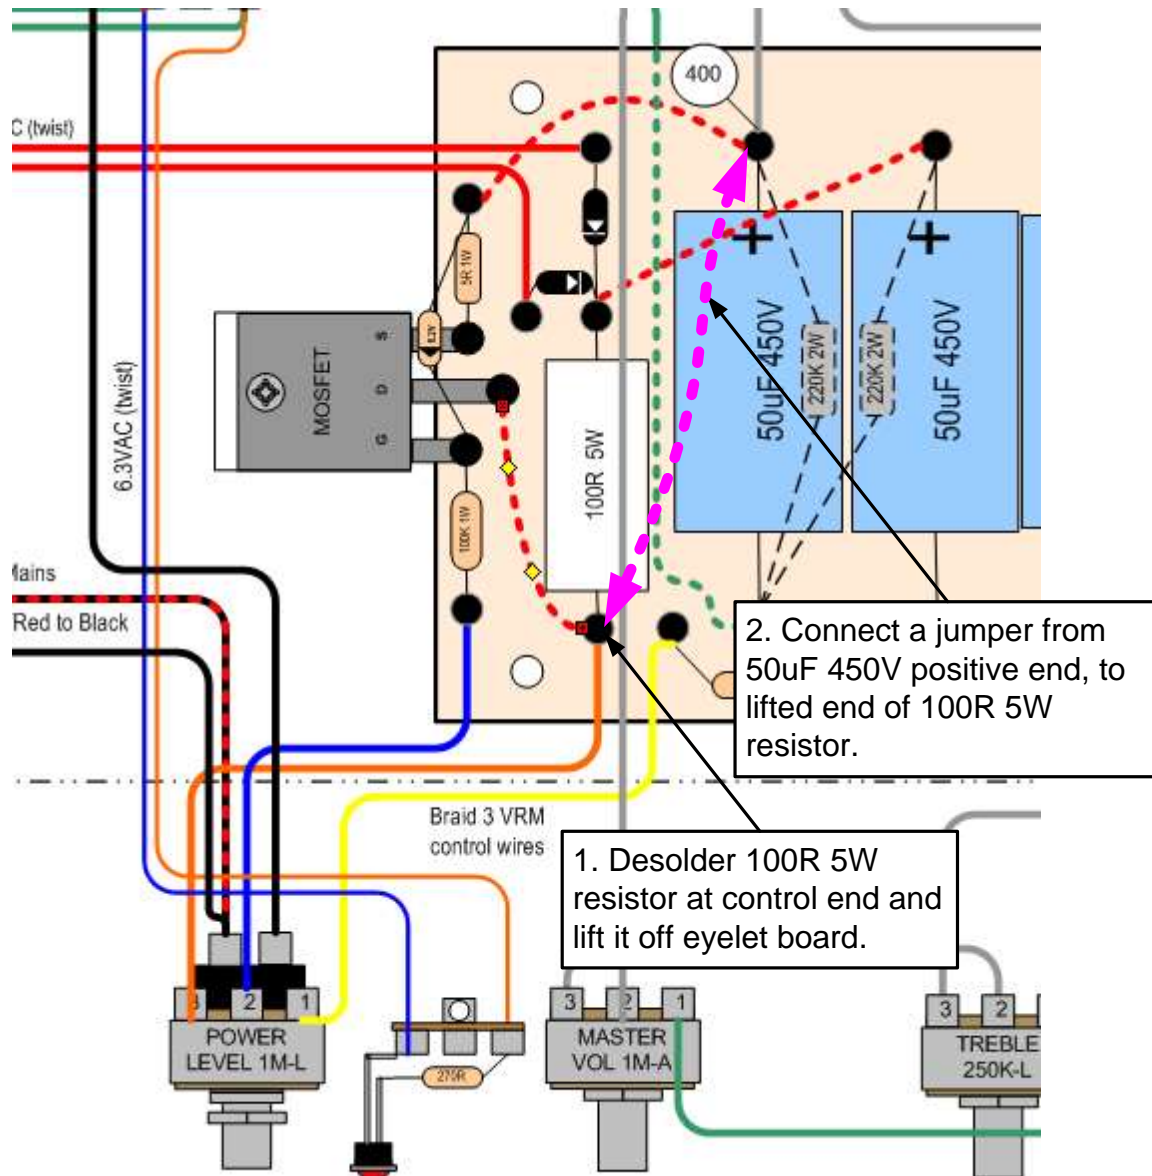 400
C (twist)
5R 1W
8.2V
S
D
G
MOSFET
6.3VAC (twist)
100R 5W
100K 1W
+
50uF 450V
220K 2W
220K 2W
+
50uF 450V
Mains
Red to Black
2. Connect a jumper from
50uF 450V positive end, to
lifted end of 100R 5W
resistor.
Braid 3 VRM
control wires
1. Desolder 100R 5W
resistor at control end and
lift it off eyelet board.
3 2 1
POWER
LEVEL 1M-L
270R
3 2 1
MASTER
VOL 1M-A
3 2
TREBLE
250K-L